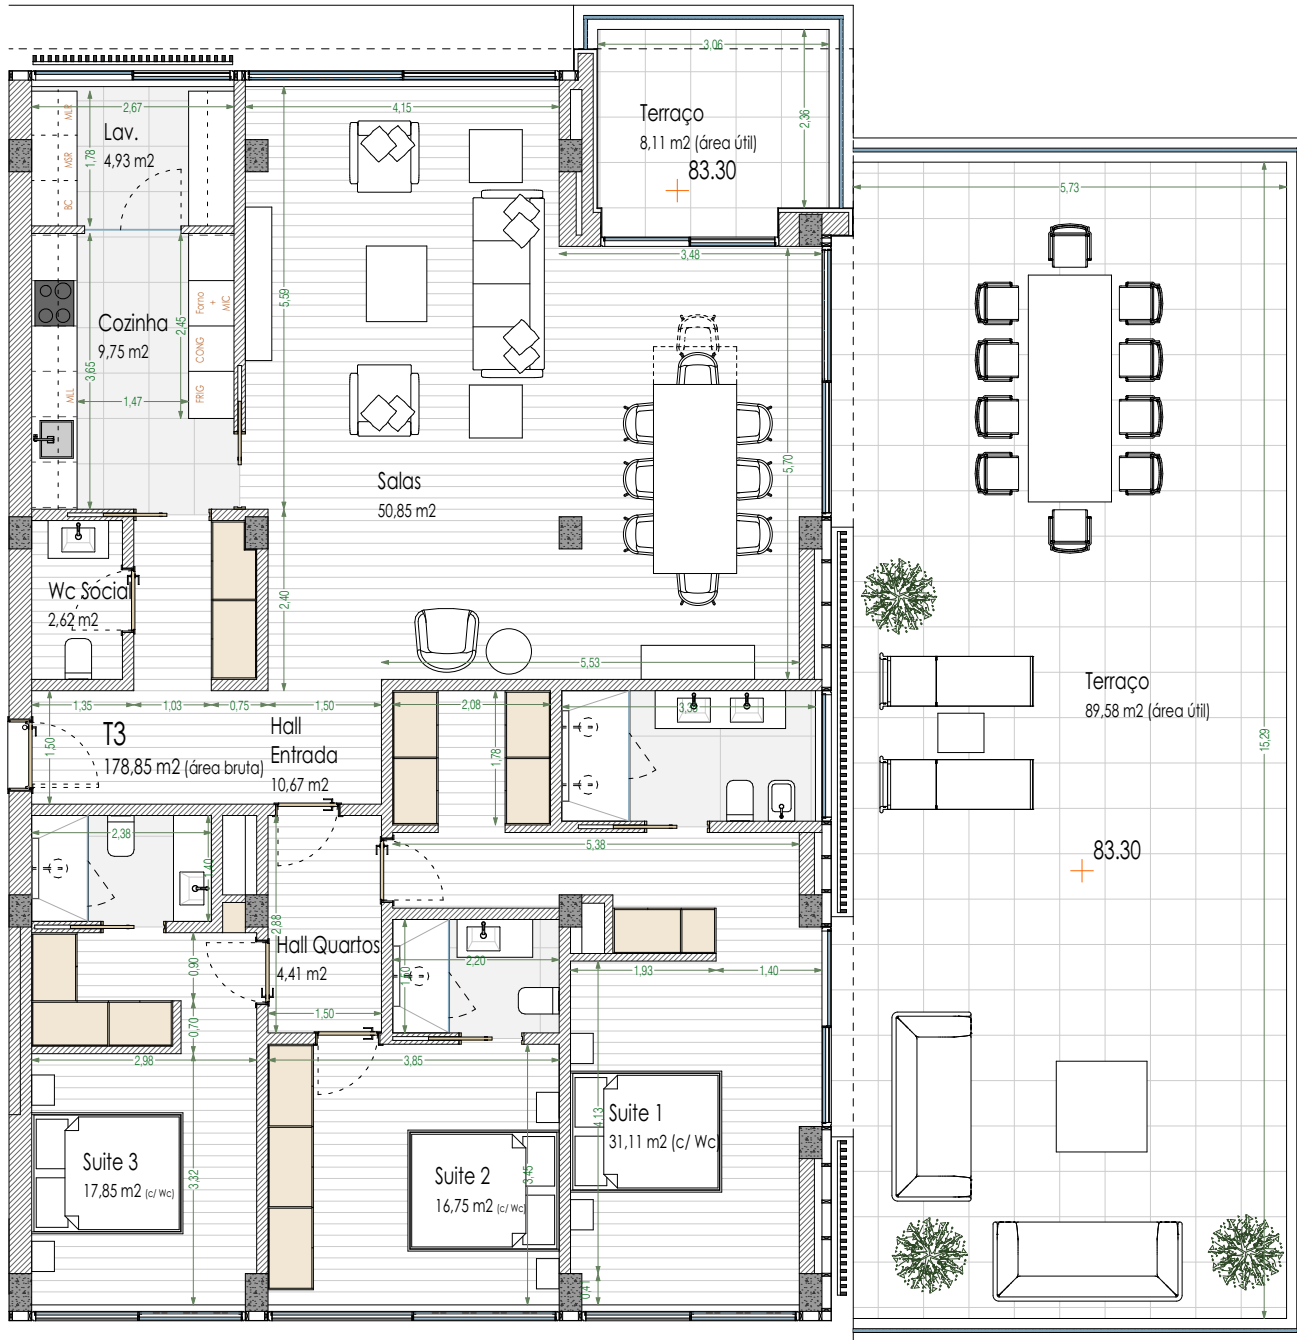 3,06
2,36
Terraço
8,11 m2 (área útil)
83.30
2,67
4,15
Lav.
4,93 m2
MLR
MSR
BC
1,78
5,73
3,48
Cozinha
9,75 m2
3,65
2,45
1,47
Forno
+
MIC
CONG
FRIG
MLL
5,59
5,70
Salas
50,85 m2
2,40
5,53
Wc Social
2,62 m2
1,35
1,03
0,75
1,50
1,50
T3
178,85 m2 (área bruta)
Hall
Entrada
10,67 m2
2,08
1,78
Terraço
89,58 m2 (área útil)
15,29
83.30
2,38
1,40
5,38
2,88
Hall Quartos
4,41 m2
1,50
0,90
0,70
2,20
1,93
1,40
2,98
3,85
4,13
Suite 1
31,11 m2 (c/ Wc)
Suite 2
16,75 m2 (c/ Wc)
3,45
Suite 3
17,85 m2 (c/ Wc)
3,32
0,41